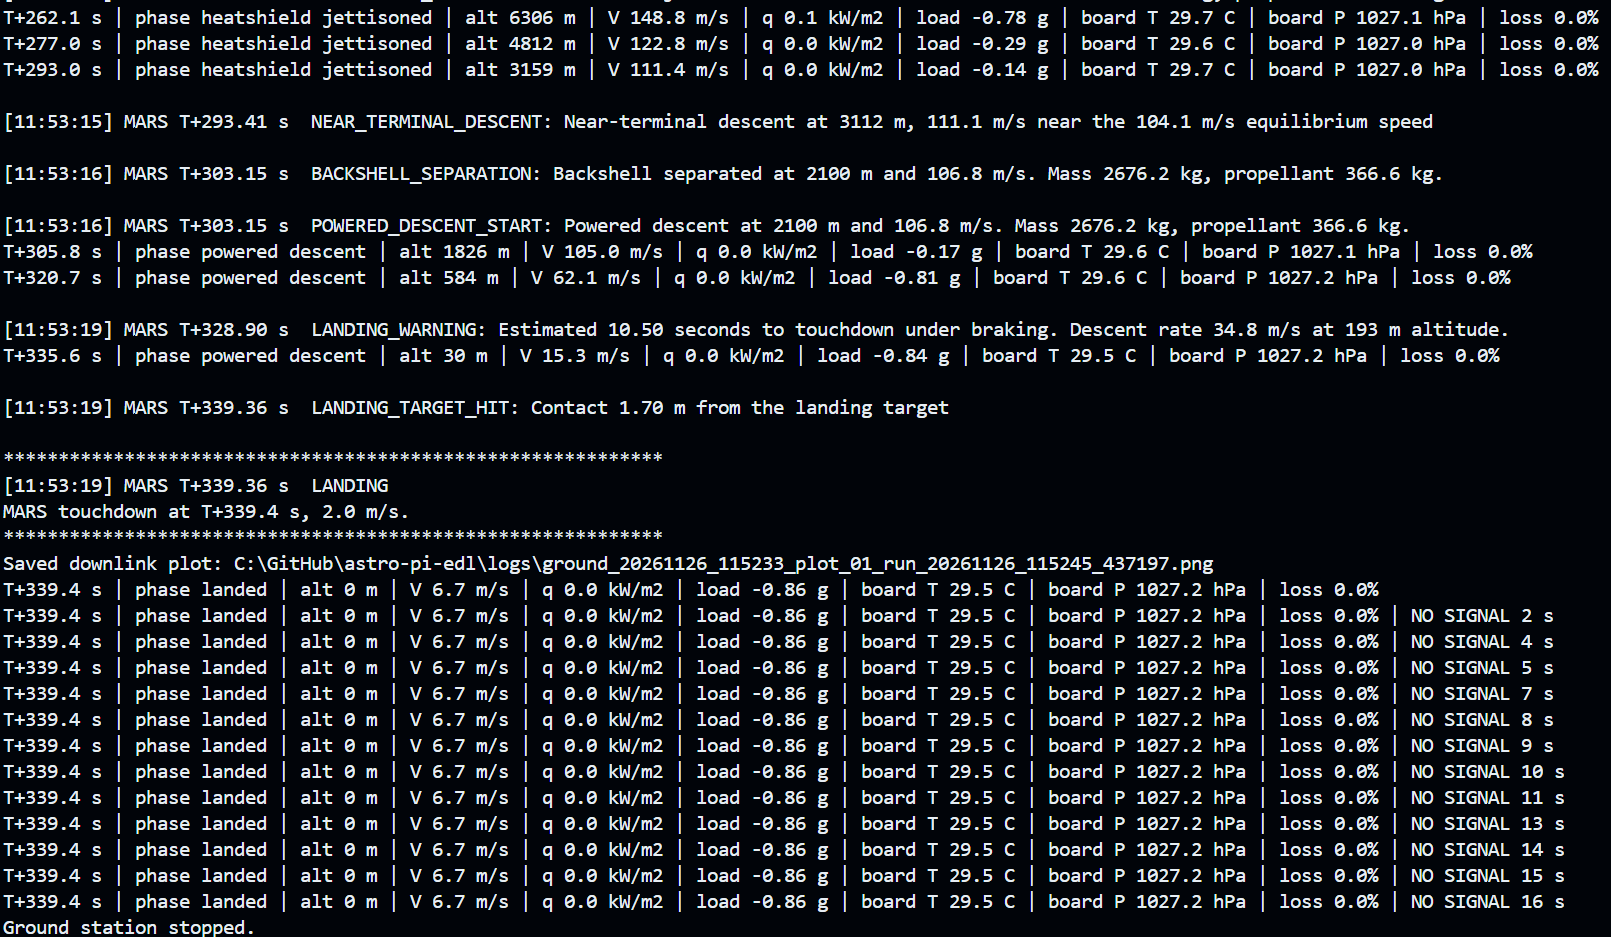 T+262.1 s | phase heatshield jettisoned | alt 6306 m | V 148.8 m/s | q 0.1 kW/m2 | load -0.78 g | board T 29.7 C | board P 1027.1 hPa | loss 0.0%
T+277.0 s | phase heatshield jettisoned | alt 4812 m | V 122.8 m/s | q 0.0 kW/m2 | load -0.29 g | board T 29.6 C | board P 1027.0 hPa | loss 0.0%
T+293.0 s | phase heatshield jettisoned | alt 3159 m | V 111.4 m/s | q 0.0 kW/m2 | load -0.14 g | board T 29.7 C | board P 1027.0 hPa | loss 0.0%
[11:53:15] MARS T+293.41 s  NEAR_TERMINAL_DESCENT: Near-terminal descent at 3112 m, 111.1 m/s near the 104.1 m/s equilibrium speed
[11:53:16] MARS T+303.15 s  BACKSHELL_SEPARATION: Backshell separated at 2100 m and 106.8 m/s. Mass 2676.2 kg, propellant 366.6 kg.
[11:53:16] MARS T+303.15 s  POWERED_DESCENT_START: Powered descent at 2100 m and 106.8 m/s. Mass 2676.2 kg, propellant 366.6 kg.
T+305.8 s | phase powered descent | alt 1826 m | V 105.0 m/s | q 0.0 kW/m2 | load -0.17 g | board T 29.6 C | board P 1027.1 hPa | loss 0.0%
T+320.7 s | phase powered descent | alt 584 m | V 62.1 m/s | q 0.0 kW/m2 | load -0.81 g | board T 29.6 C | board P 1027.2 hPa | loss 0.0%
[11:53:19] MARS T+328.90 s  LANDING_WARNING: Estimated 10.50 seconds to touchdown under braking. Descent rate 34.8 m/s at 193 m altitude.
T+335.6 s | phase powered descent | alt 30 m | V 15.3 m/s | q 0.0 kW/m2 | load -0.84 g | board T 29.5 C | board P 1027.2 hPa | loss 0.0%
[11:53:19] MARS T+339.36 s  LANDING_TARGET_HIT: Contact 1.70 m from the landing target
************************************************************
[11:53:19] MARS T+339.36 s  LANDING
MARS touchdown at T+339.4 s, 2.0 m/s.
************************************************************
Saved downlink plot: C:\GitHub\astro-pi-edl\logs\ground_20261126_115233_plot_01_run_20261126_115245_437197.png
T+339.4 s | phase landed | alt 0 m | V 6.7 m/s | q 0.0 kW/m2 | load -0.86 g | board T 29.5 C | board P 1027.2 hPa | loss 0.0%
T+339.4 s | phase landed | alt 0 m | V 6.7 m/s | q 0.0 kW/m2 | load -0.86 g | board T 29.5 C | board P 1027.2 hPa | loss 0.0% | NO SIGNAL 2 s
T+339.4 s | phase landed | alt 0 m | V 6.7 m/s | q 0.0 kW/m2 | load -0.86 g | board T 29.5 C | board P 1027.2 hPa | loss 0.0% | NO SIGNAL 4 s
T+339.4 s | phase landed | alt 0 m | V 6.7 m/s | q 0.0 kW/m2 | load -0.86 g | board T 29.5 C | board P 1027.2 hPa | loss 0.0% | NO SIGNAL 5 s
T+339.4 s | phase landed | alt 0 m | V 6.7 m/s | q 0.0 kW/m2 | load -0.86 g | board T 29.5 C | board P 1027.2 hPa | loss 0.0% | NO SIGNAL 7 s
T+339.4 s | phase landed | alt 0 m | V 6.7 m/s | q 0.0 kW/m2 | load -0.86 g | board T 29.5 C | board P 1027.2 hPa | loss 0.0% | NO SIGNAL 8 s
T+339.4 s | phase landed | alt 0 m | V 6.7 m/s | q 0.0 kW/m2 | load -0.86 g | board T 29.5 C | board P 1027.2 hPa | loss 0.0% | NO SIGNAL 9 s
T+339.4 s | phase landed | alt 0 m | V 6.7 m/s | q 0.0 kW/m2 | load -0.86 g | board T 29.5 C | board P 1027.2 hPa | loss 0.0% | NO SIGNAL 10 s
T+339.4 s | phase landed | alt 0 m | V 6.7 m/s | q 0.0 kW/m2 | load -0.86 g | board T 29.5 C | board P 1027.2 hPa | loss 0.0% | NO SIGNAL 11 s
T+339.4 s | phase landed | alt 0 m | V 6.7 m/s | q 0.0 kW/m2 | load -0.86 g | board T 29.5 C | board P 1027.2 hPa | loss 0.0% | NO SIGNAL 13 s
T+339.4 s | phase landed | alt 0 m | V 6.7 m/s | q 0.0 kW/m2 | load -0.86 g | board T 29.5 C | board P 1027.2 hPa | loss 0.0% | NO SIGNAL 14 s
T+339.4 s | phase landed | alt 0 m | V 6.7 m/s | q 0.0 kW/m2 | load -0.86 g | board T 29.5 C | board P 1027.2 hPa | loss 0.0% | NO SIGNAL 15 s
T+339.4 s | phase landed | alt 0 m | V 6.7 m/s | q 0.0 kW/m2 | load -0.86 g | board T 29.5 C | board P 1027.2 hPa | loss 0.0% | NO SIGNAL 16 s
Ground station stopped.